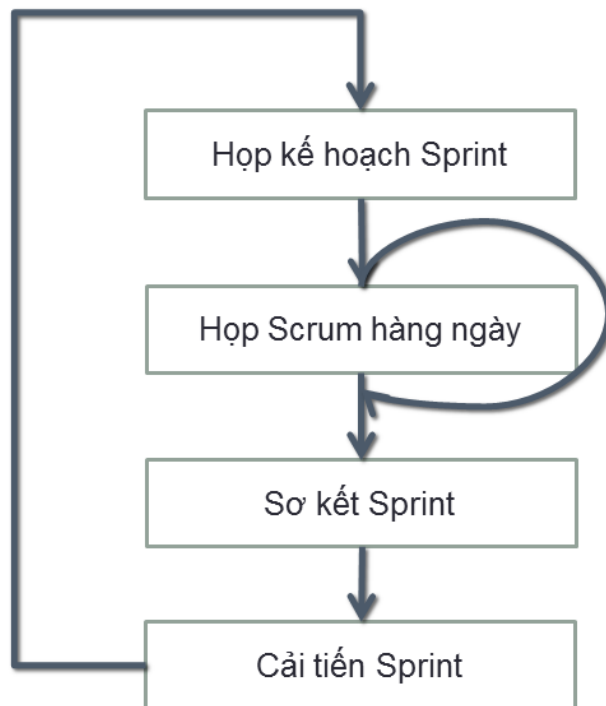 Họp kế hoạch Sprint
Họp Scrum hàng ngày
Sơ kết Sprint
Cải tiến Sprint